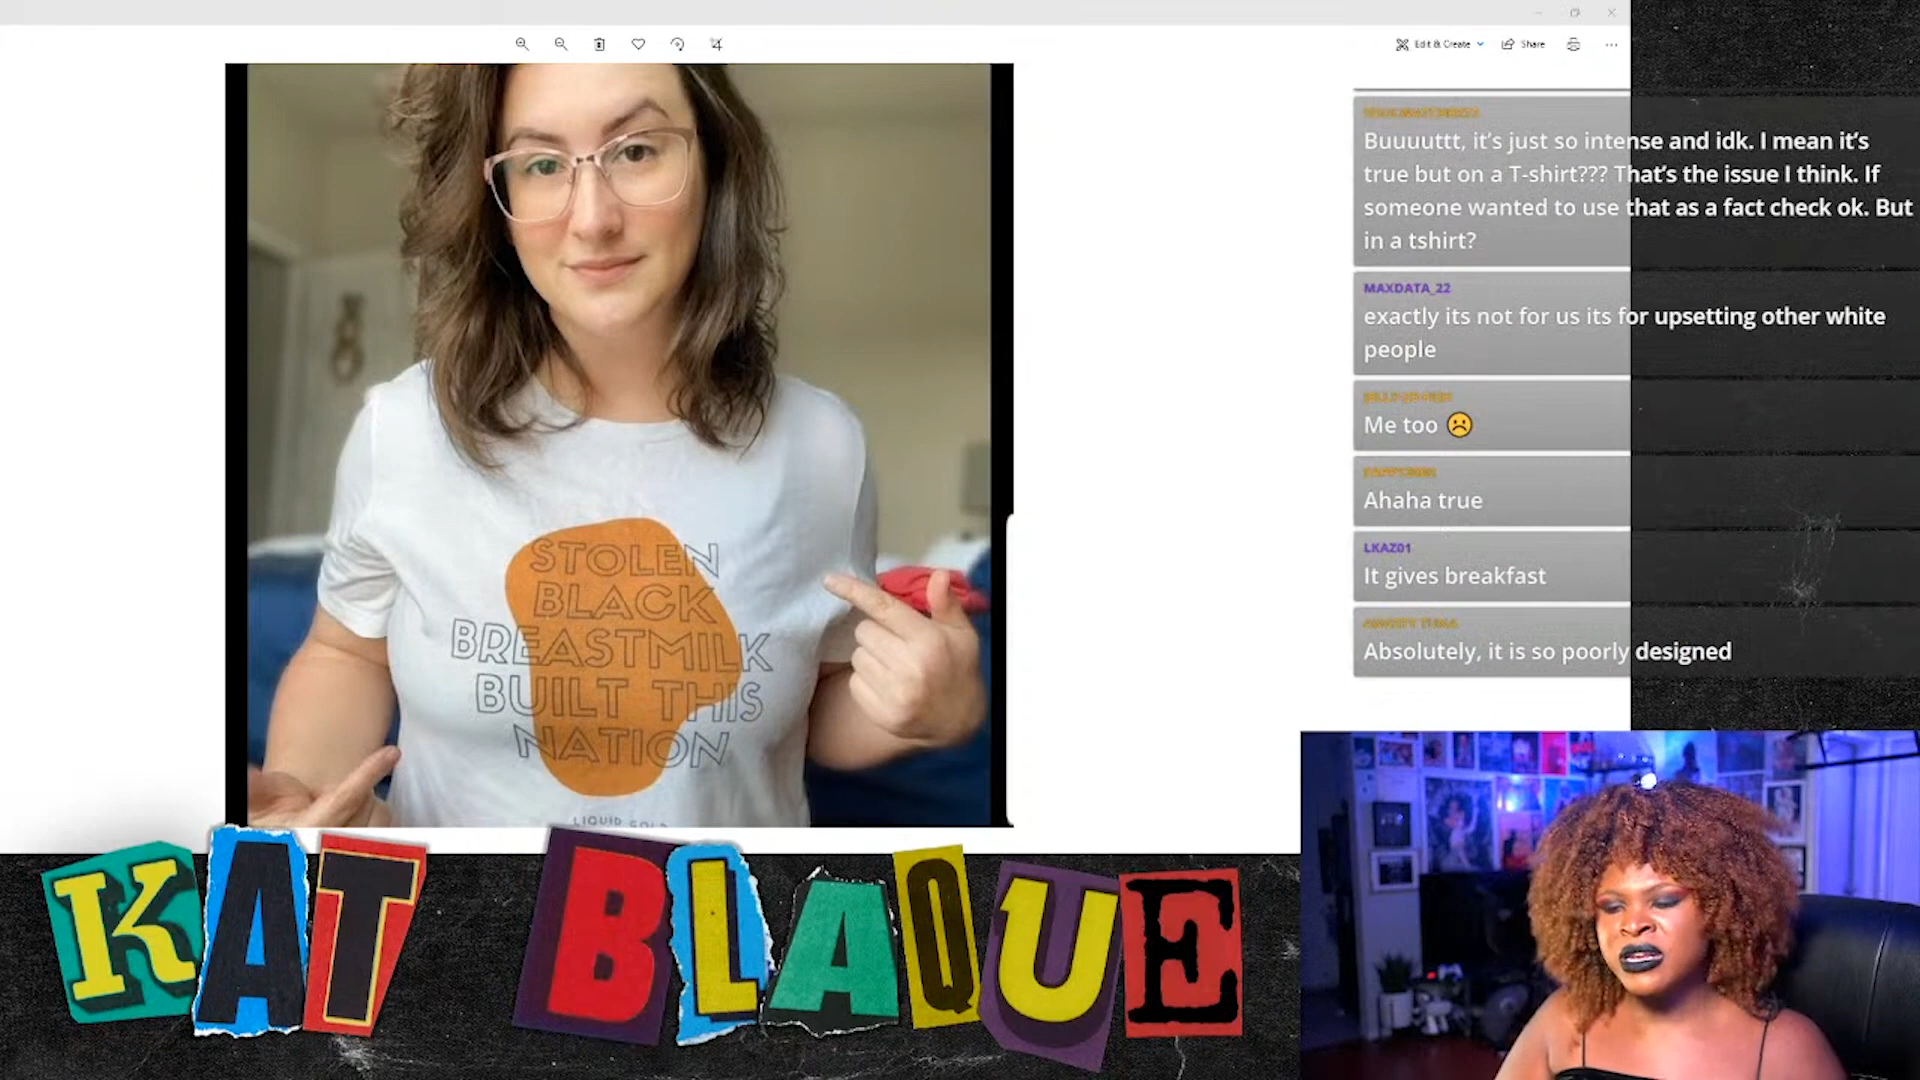 Edit & Create
Share
STOLEN
BLACK
BREASTMILK
BUILT THIS
NATION
LIQUID GOLD
Buuuuttt, it's just so intense and idk. I mean it's
true but on a T-shirt??? That's the issue I think. If
someone wanted to use that as a fact check ok. But
in a tshirt?
MAXDATA_22
exactly its not for us its for upsetting other white
people
Me too
Ahaha true
LKAZ01
It gives breakfast
Absolutely, it is so poorly designed
KAT BLAQUE